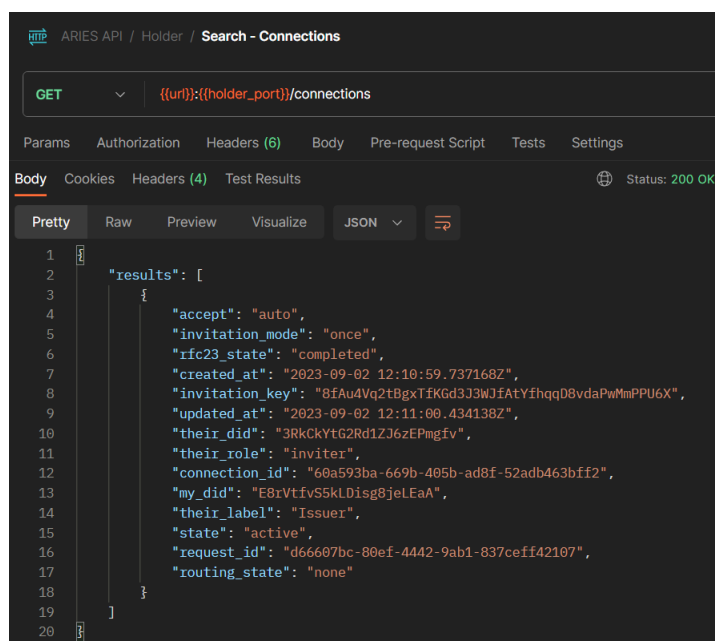 HTTP ARIES API / Holder / Search - Connections
GET {{url}}:{{holder_port}}/connections
Params Authorization Headers (6) Body Pre-request Script Tests Settings
Body Cookies Headers (4) Test Results Status: 200 OK
Pretty Raw Preview Visualize JSON
1 {
2 "results": [
3 {
4 "accept": "auto",
5 "invitation_mode": "once",
6 "rfc23_state": "completed",
7 "created_at": "2023-09-02 12:10:59.737168Z",
8 "invitation_key": "8fAu4Vq2tBgxTfKGd3J3WJfAtYfhqqD8vdaPwMmPPU6X",
9 "updated_at": "2023-09-02 12:11:00.434138Z",
10 "their_did": "3RkCkYtG2Rd1ZJ6zEPmgfv",
11 "their_role": "inviter",
12 "connection_id": "60a593ba-669b-405b-ad8f-52adb463bff2",
13 "my_did": "E8rVtfvS5kLDisg8jeLEaA",
14 "their_label": "Issuer",
15 "state": "active",
16 "request_id": "d66607bc-80ef-4442-9ab1-837ceff42107",
17 "routing_state": "none"
18 }
19 ]
20 }